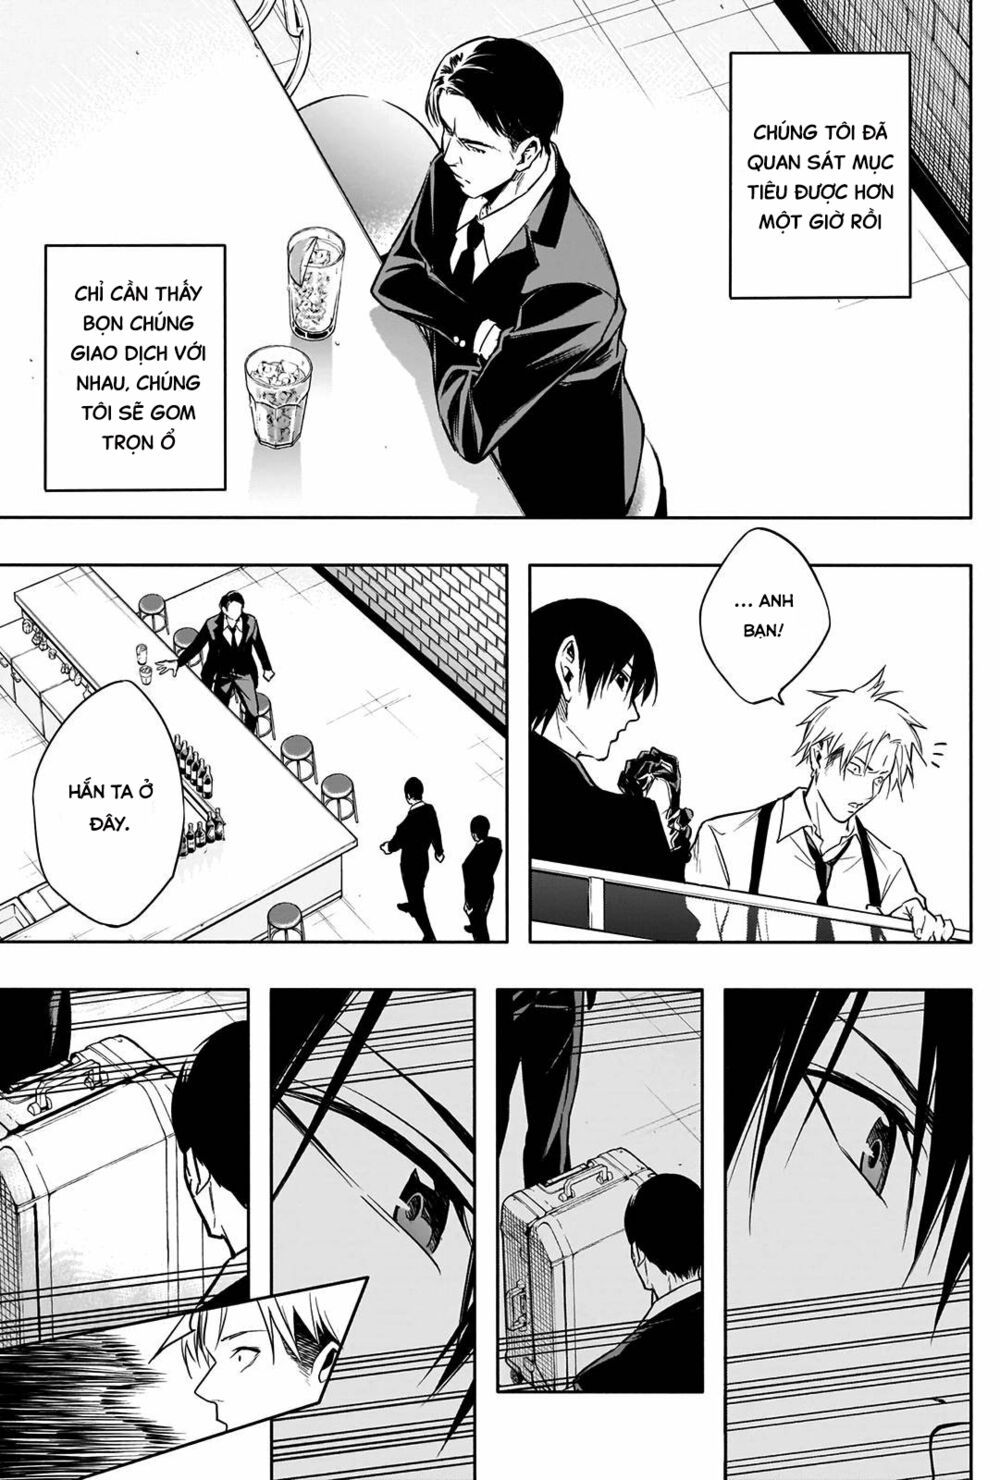 CHÚNG TÔI ĐÃ
QUAN SÁT MỤC
TIÊU ĐƯỢC HƠN
MỘT GIỜ RỒI
CHỈ CẦN THẤY
BỌN CHÚNG
GIAO DỊCH VỚI
NHAU, CHÚNG
TÔI SẼ GOM
TRỌN Ổ
... ANH
BẠN!
HẮN TA Ở
ĐÂY.